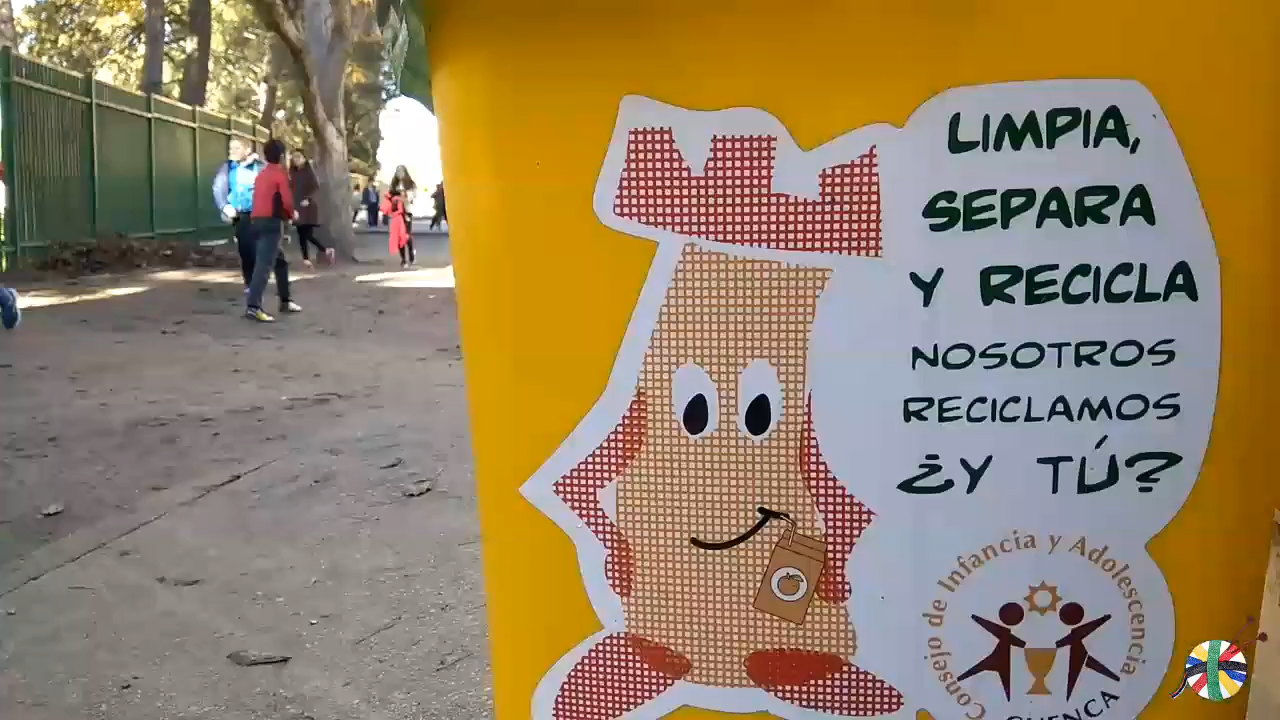 LIMPIA,
SEPARA
Y RECICLA
NOSOTROS
RECICLAMOS
¿Y TÚ?
Consejo de Infancia y Adolescencia
CUENCA